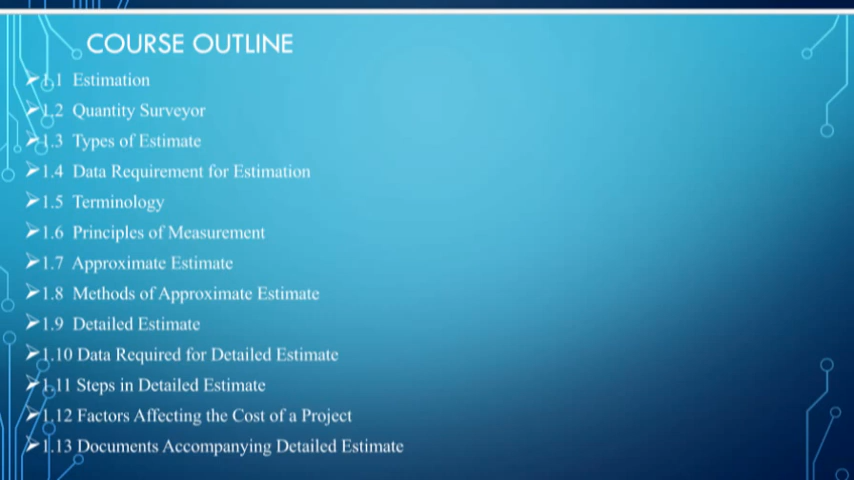 COURSE OUTLINE
➢1.1 Estimation
➢1.2 Quantity Surveyor
➢1.3 Types of Estimate
➢1.4 Data Requirement for Estimation
➢1.5 Terminology
➢1.6 Principles of Measurement
➢1.7 Approximate Estimate
➢1.8 Methods of Approximate Estimate
➢1.9 Detailed Estimate
➢1.10 Data Required for Detailed Estimate
➢1.11 Steps in Detailed Estimate
➢1.12 Factors Affecting the Cost of a Project
➢1.13 Documents Accompanying Detailed Estimate